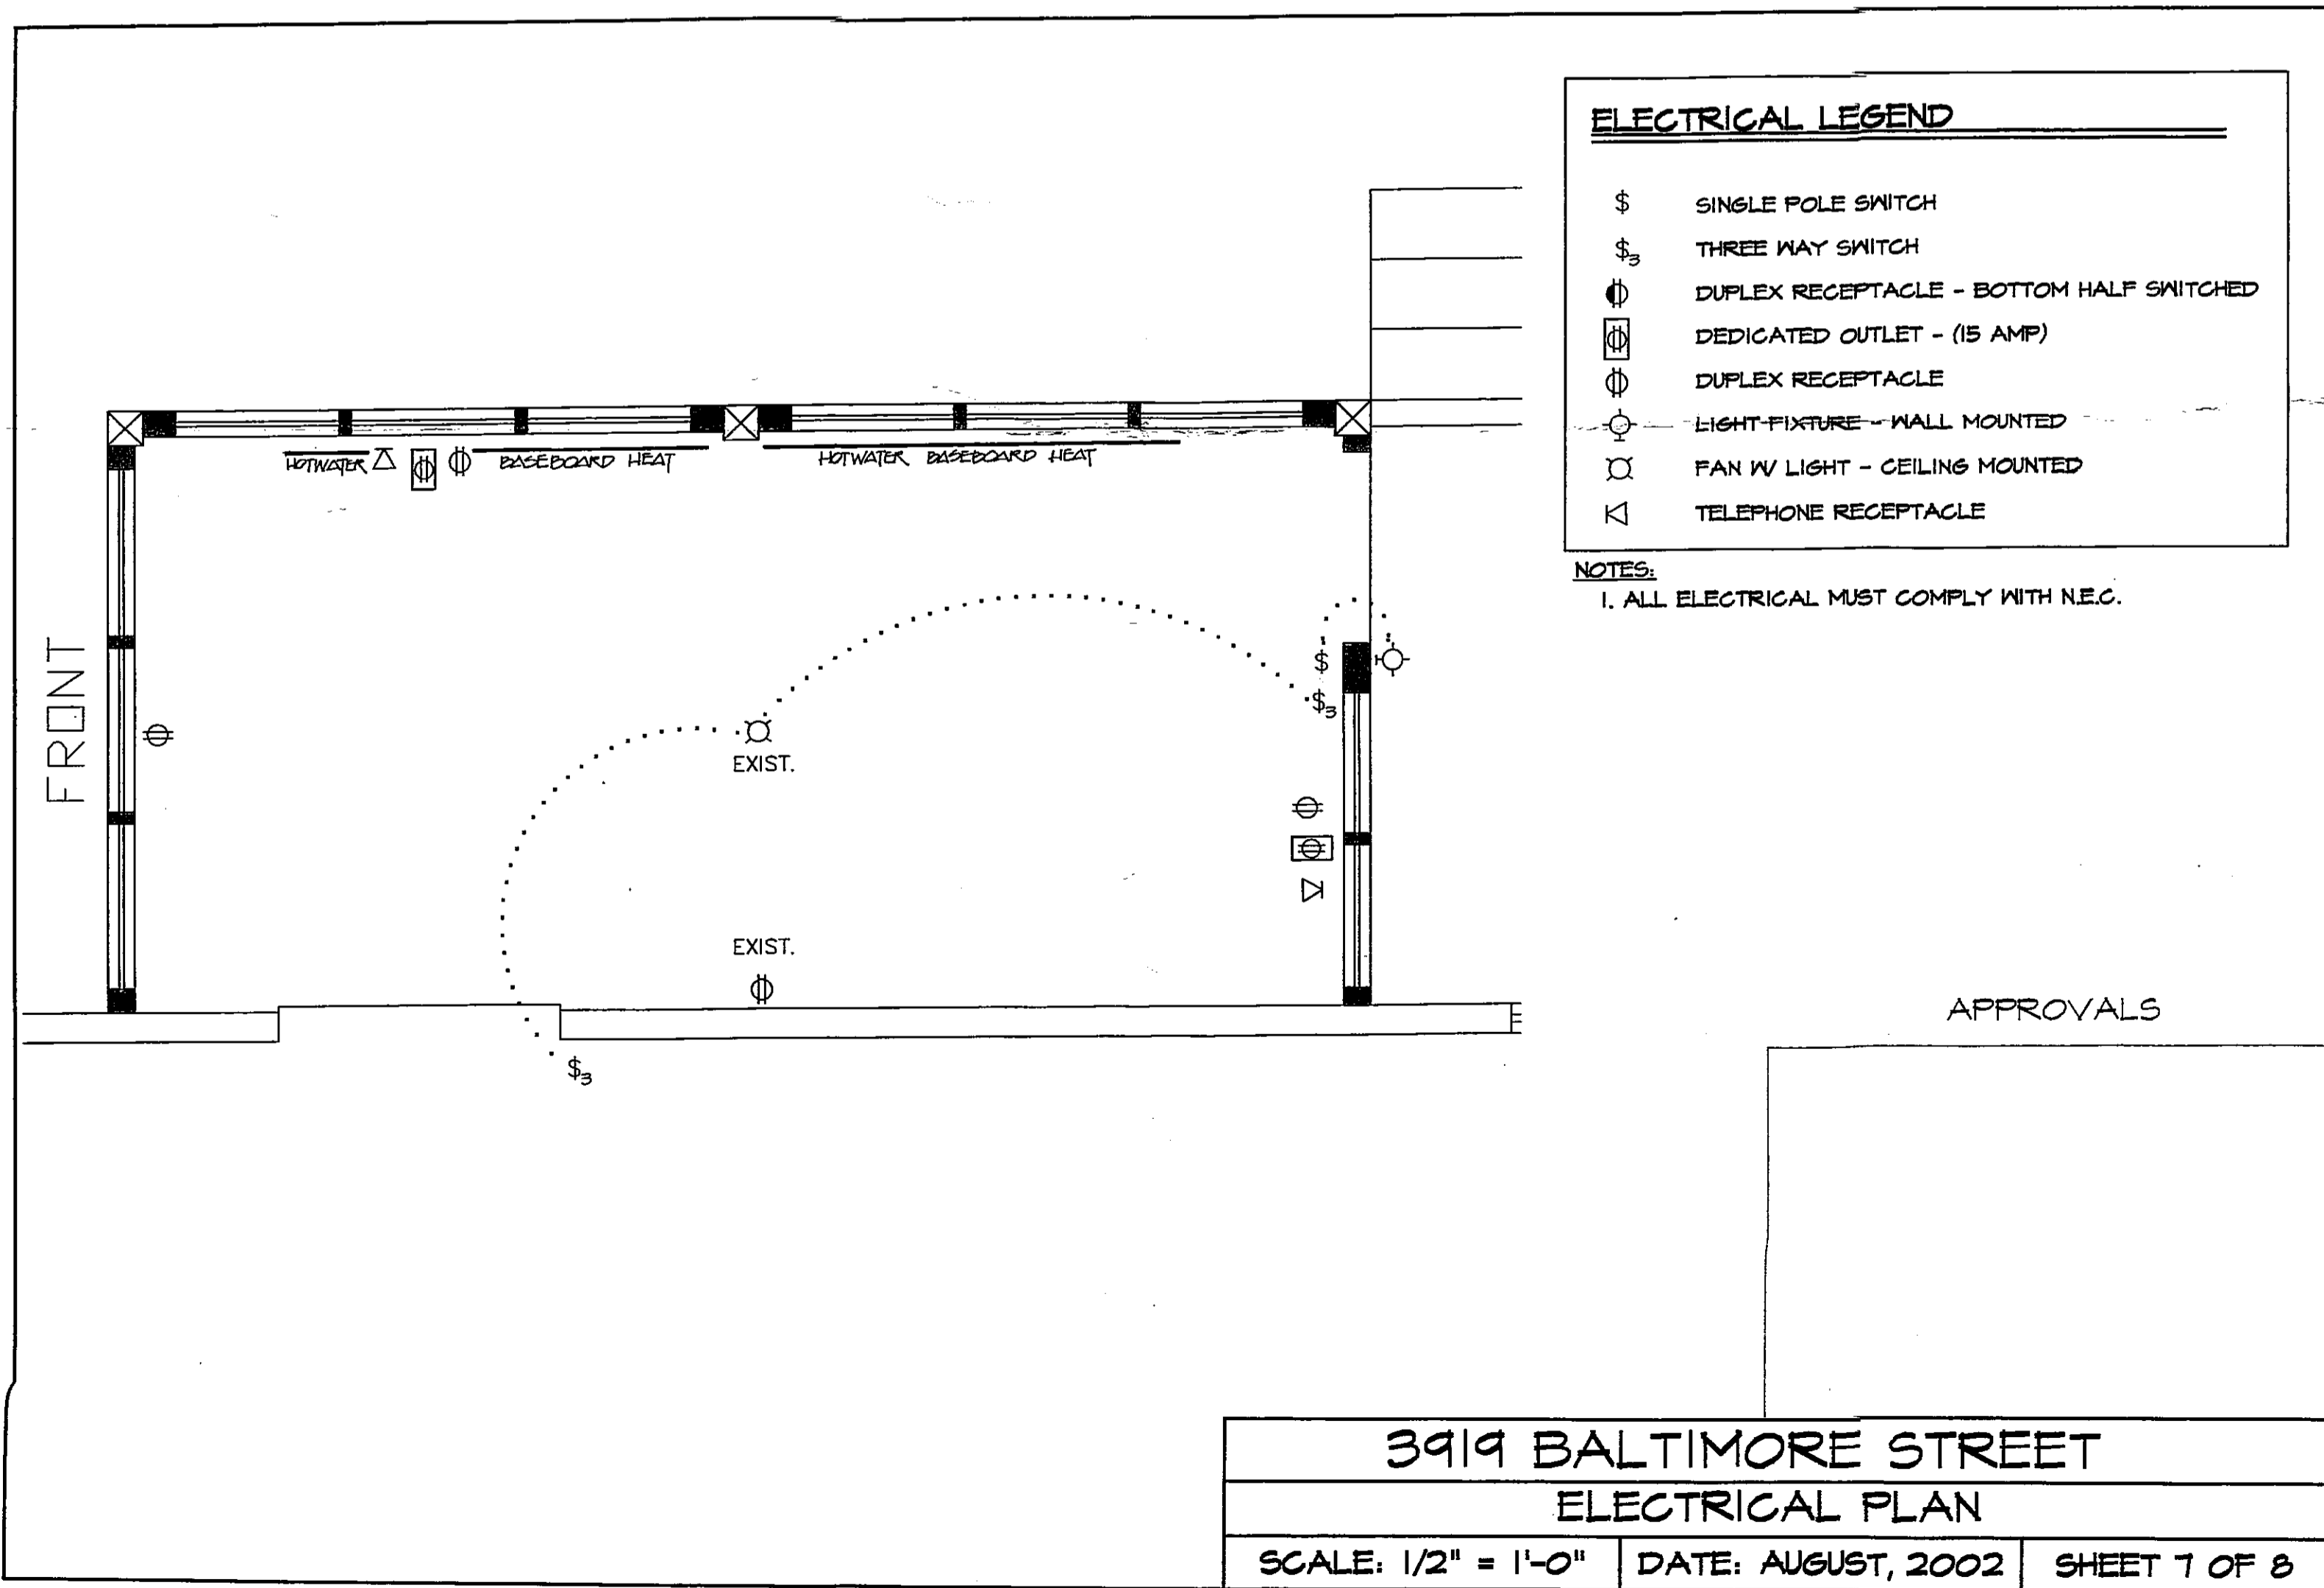 ELECTRICAL LEGEND
$ SINGLE POLE SWITCH
$3 THREE WAY SWITCH
DUPLEX RECEPTACLE - BOTTOM HALF SWITCHED
DEDICATED OUTLET - (15 AMP)
DUPLEX RECEPTACLE
LIGHT FIXTURE - WALL MOUNTED
FAN W/ LIGHT - CEILING MOUNTED
TELEPHONE RECEPTACLE
NOTES:
1. ALL ELECTRICAL MUST COMPLY WITH N.E.C.
HOTWATER BASEBOARD HEAT
HOTWATER BASEBOARD HEAT
FRONT
$
$3
EXIST.
EXIST.
$3
APPROVALS
3919 BALTIMORE STREET
ELECTRICAL PLAN
SCALE: 1/2" = 1'-0" DATE: AUGUST, 2002 SHEET 7 OF 8